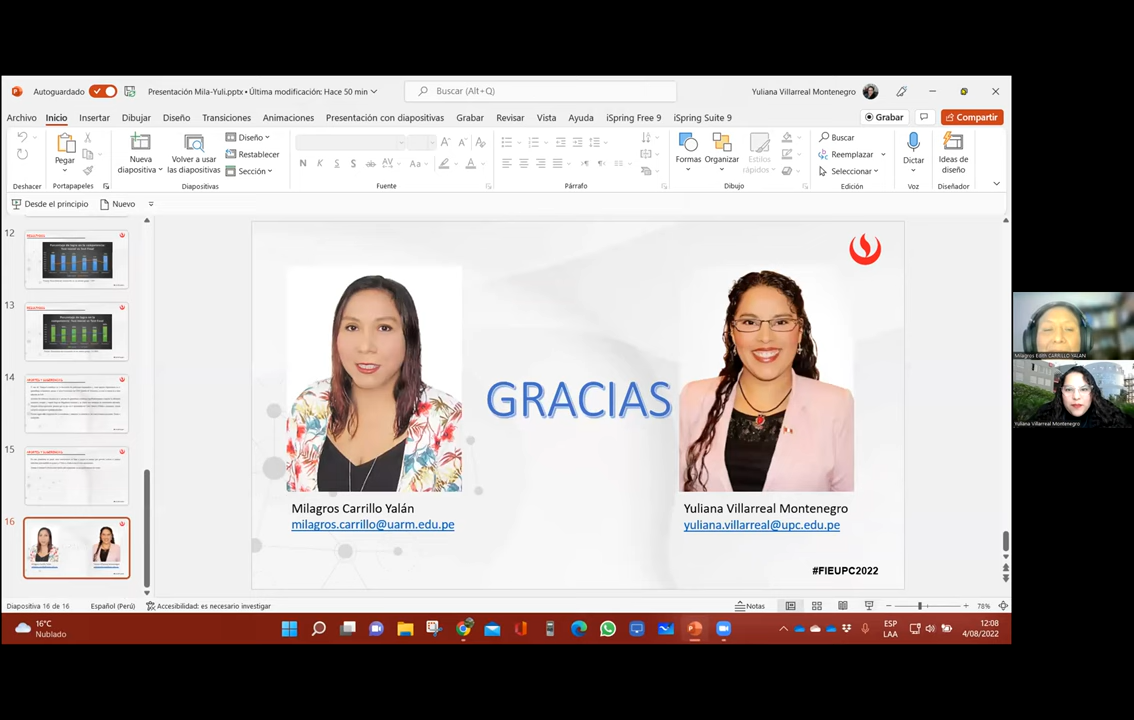 Autoguardado
Presentación Mila-Yuli.pptx • Última modificación: Hace 50 min
Buscar (Alt+Q)
Yuliana Villarreal Montenegro
Archivo Inicio Insertar Dibujar Diseño Transiciones Animaciones Presentación con diapositivas Grabar Revisar Vista Ayuda iSpring Free 9 iSpring Suite 9
Grabar
Compartir
Pegar
Nueva diapositiva
Volver a usar las diapositivas
Diseño
Restablecer
Sección
Formas
Organizar
Estilos rápidos
Buscar
Reemplazar
Seleccionar
Dictar
Ideas de diseño
Deshacer
Portapapeles
Diapositivas
Fuente
Párrafo
Dibujo
Edición
Voz
Diseñador
Desde el principio
Nuevo
12
13
14
15
16
GRACIAS
Milagros Carrillo Yalán
milagros.carrillo@uarm.edu.pe
Yuliana Villarreal Montenegro
yuliana.villarreal@upc.edu.pe
#FIEUPC2022
Milagros Edith CARRILLO YALAN
Yuliana Villarreal Montenegro
Diapositiva 16 de 16
Español (Perú)
Accesibilidad: es necesario investigar
Notas
78%
16°C
Nublado
ESP
LAA
12:08
4/08/2022